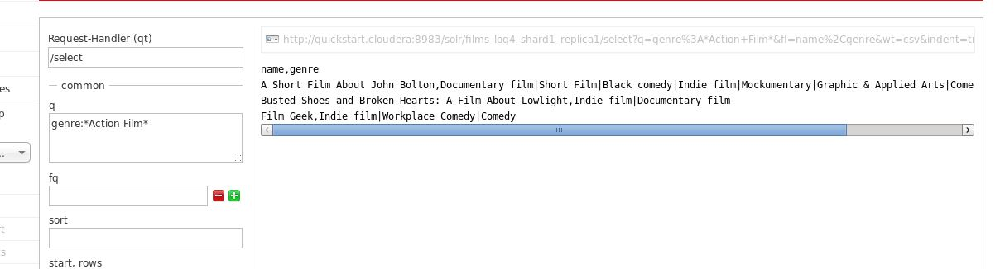 Request-Handler (qt)
/select
common
q
genre:*Action Film*
fq
sort
start, rows
http://quickstart.cloudera:8983/solr/films_log4_shard1_replica1/select?q=genre%3A*Action+Film*&fl=name%2Cgenre&wt=csv&indent=t
name,genre
A Short Film About John Bolton,Documentary film|Short Film|Black comedy|Indie film|Mockumentary|Graphic & Applied Arts|Come
Busted Shoes and Broken Hearts: A Film About Lowlight,Indie film|Documentary film
Film Geek,Indie film|Workplace Comedy|Comedy
es
p
..
t
s